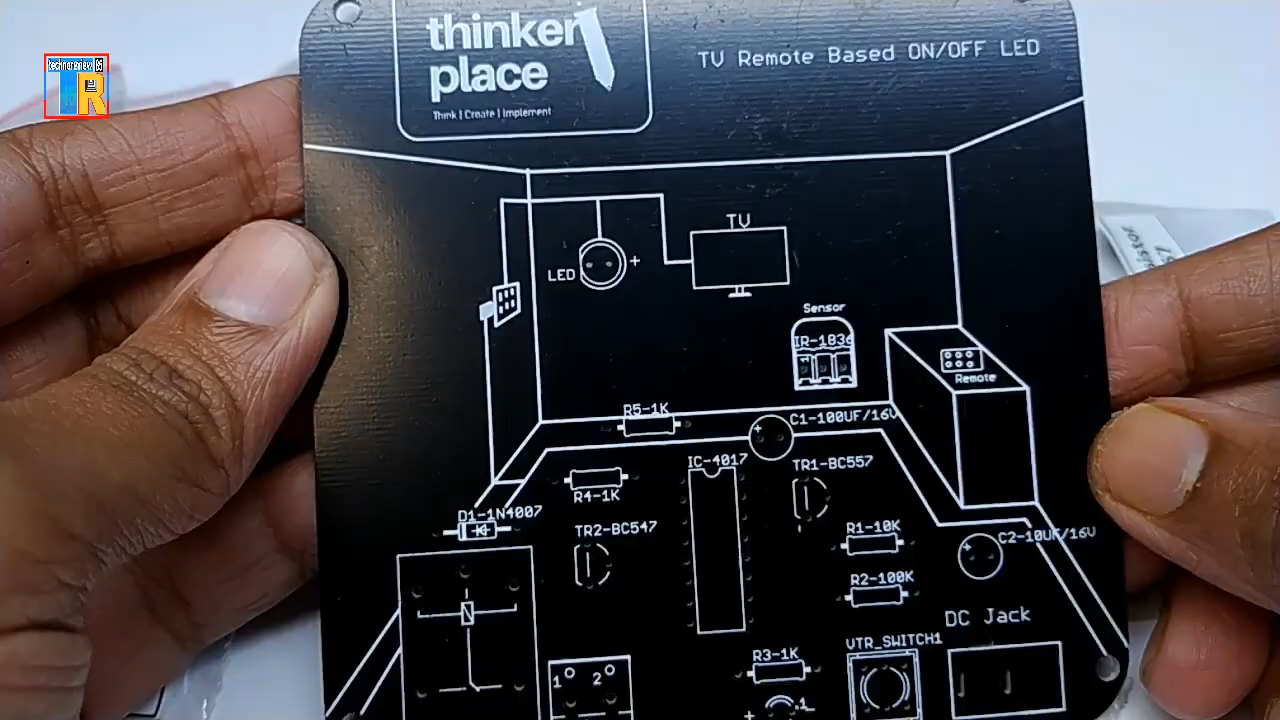 thinker
place
Think | Create | Implement
TV Remote Based ON/OFF LED
TR
TV
LED
+
Sensor
IR-1836
Remote
R5-1K
C1-100UF/16V
+
IC-4017
TR1-BC557
R4-1K
D1-1N4007
TR2-BC547
R1-10K
C2-10UF/16V
+
R2-100K
DC Jack
VTR_SWITCH1
R3-1K
1 2
+